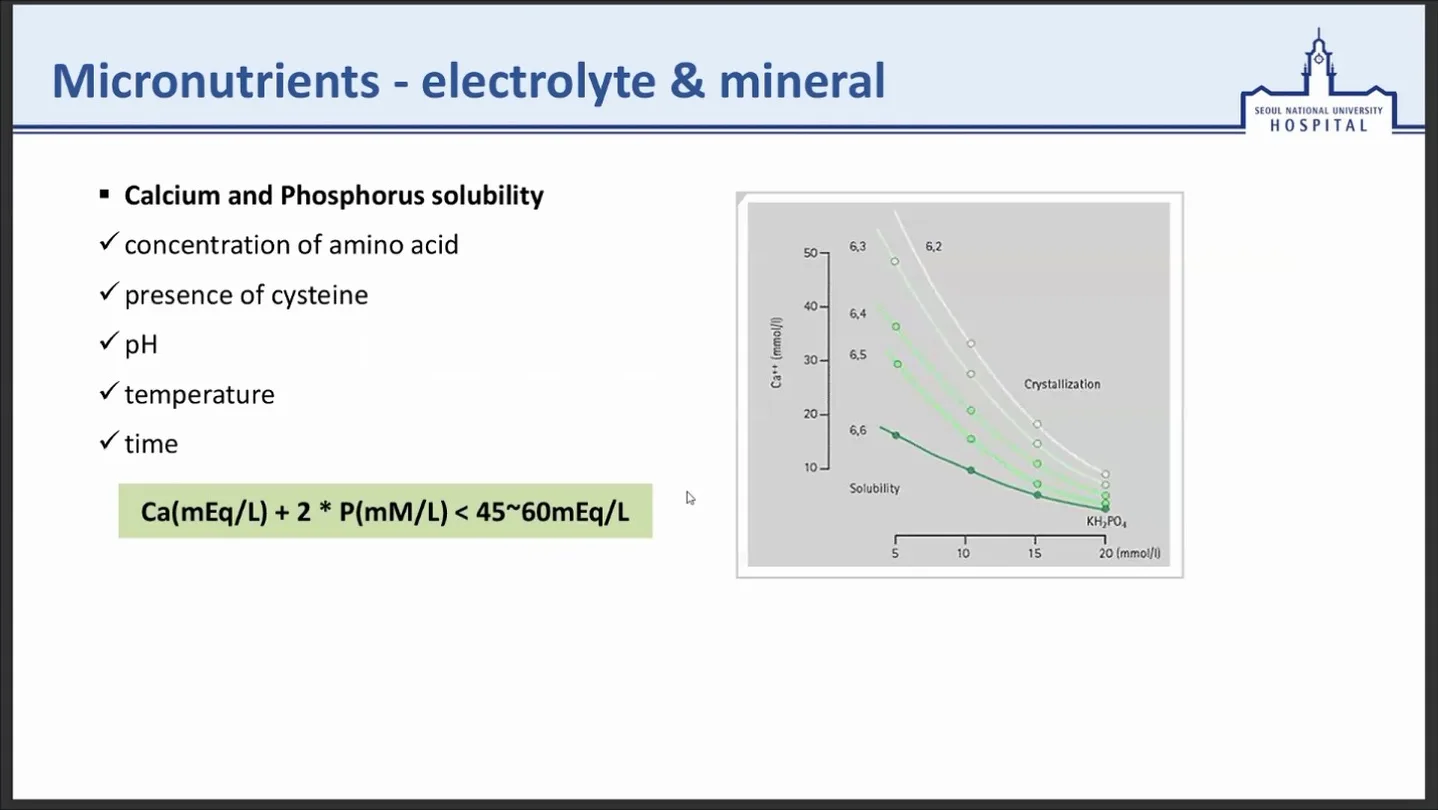 Micronutrients - electrolyte & mineral
SEOUL NATIONAL UNIVERSITY
HOSPITAL
▪ Calcium and Phosphorus solubility
✓ concentration of amino acid
✓ presence of cysteine
✓ pH
✓ temperature
✓ time
Ca(mEq/L) + 2 * P(mM/L) < 45~60mEq/L
Ca⁺⁺ (mmol/l)
50
40
30
20
10
6,3
6,2
6,4
6,5
6,6
Crystallization
Solubility
KH₂PO₄
5 10 15 20 (mmol/l)